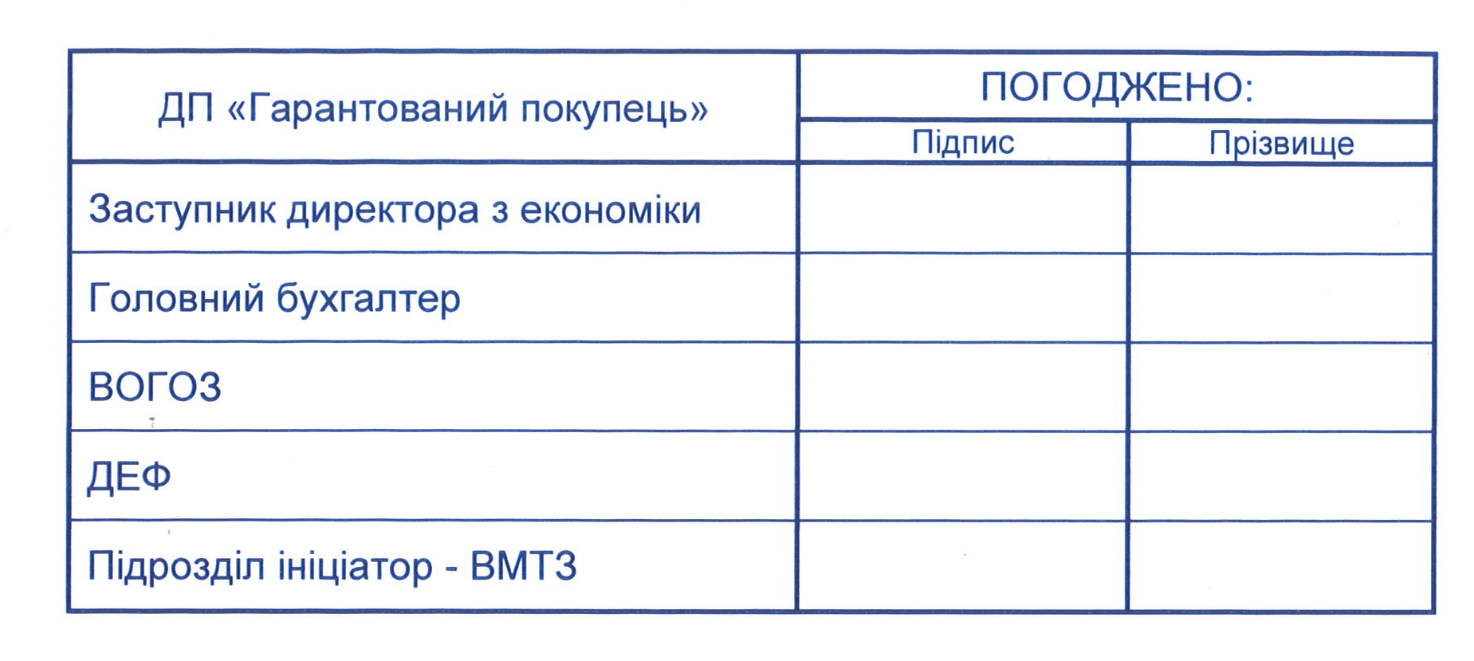 ДП «Гарантований покупець»
ПОГОДЖЕНО:
Підпис
Прізвище
Заступник директора з економіки
Головний бухгалтер
ВОГОЗ
ДЕФ
Підрозділ ініціатор - ВМТЗ